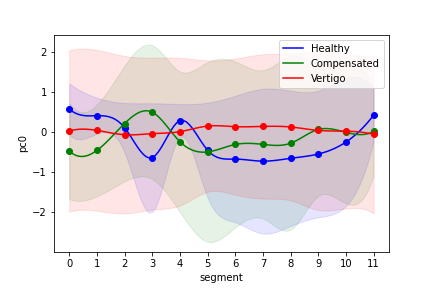 Healthy
Compensated
Vertigo
2
1
0
−1
−2
pc0
0 1 2 3 4 5 6 7 8 9 10 11
segment